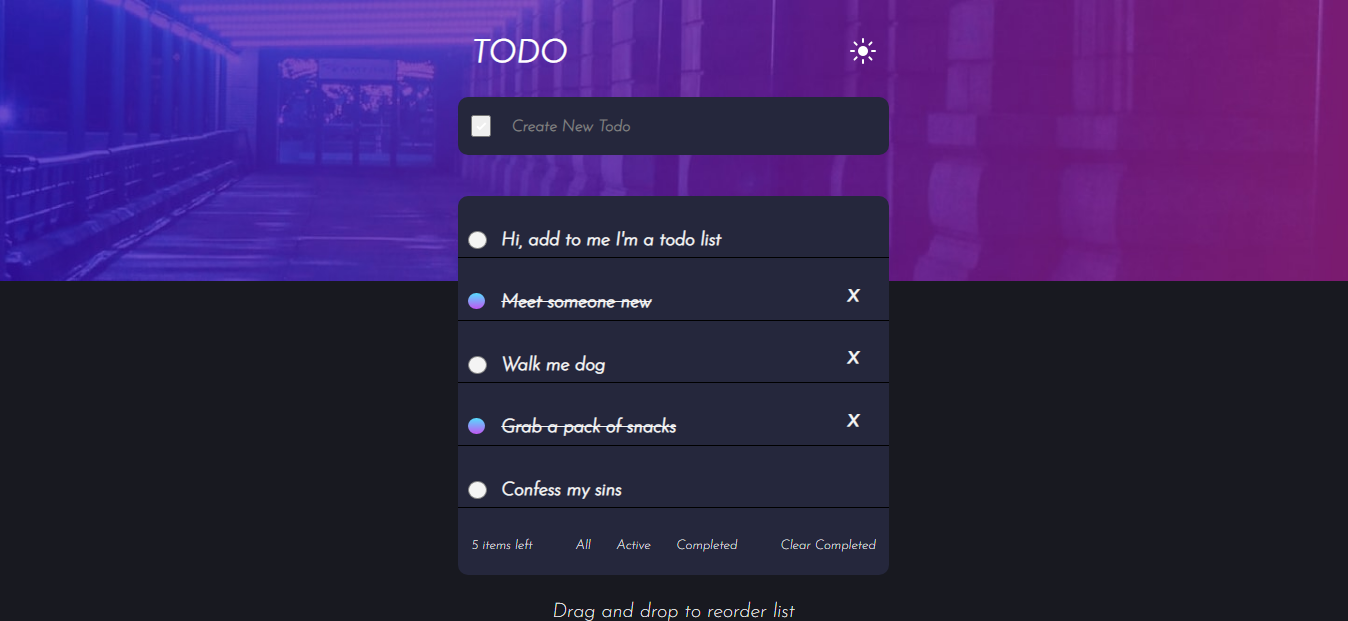 TODO
Create New Todo
Hi, add to me I'm a todo list
Meet someone new
X
Walk me dog
X
Grab a pack of snacks
X
Confess my sins
5 items left All Active Completed Clear Completed
Drag and drop to reorder list